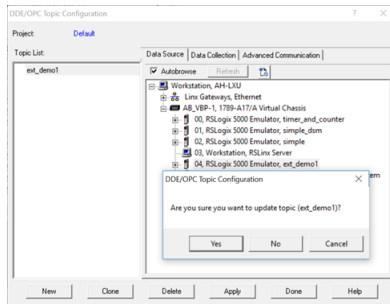 DDE/OPC Topic Configuration
Project: Default
Topic List:
ext_demo1
Data Source Data Collection Advanced Communication
Autobrowse Refresh
Workstation, AH-LXU
Linx Gateways, Ethernet
AB_VBP-1, 1789-A17/A Virtual Chassis
00, RSLogix 5000 Emulator, timer_and_counter
01, RSLogix 5000 Emulator, simple_dsm
02, RSLogix 5000 Emulator, simple
03, Workstation, RSLinx Server
04, RSLogix 5000 Emulator, ext_demo1
em
DDE/OPC Topic Configuration
Are you sure you want to update topic (ext_demo1)?
Yes No Cancel
New Clone Delete Apply Done Help